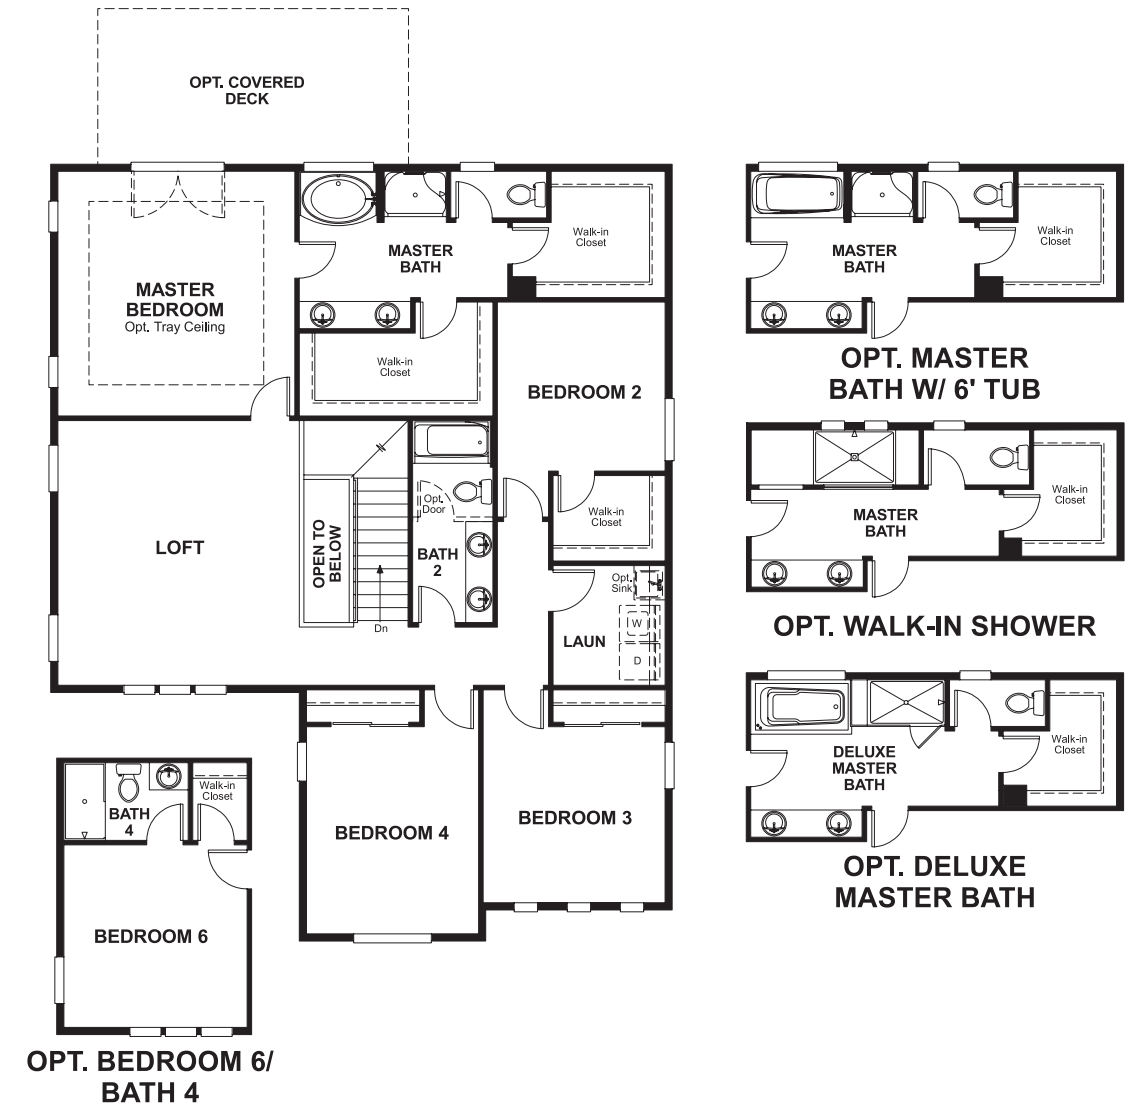 OPT. COVERED
DECK
MASTER
BEDROOM
Opt. Tray Ceiling
MASTER
BATH
Walk-in
Closet
Walk-in
Closet
BEDROOM 2
LOFT
OPEN TO
BELOW
Dn
Opt.
Door
BATH
2
Walk-in
Closet
Opt.
Sink
W
D
LAUN
BEDROOM 4
BEDROOM 3
BATH
4
Walk-in
Closet
BEDROOM 6
OPT. BEDROOM 6/
BATH 4
MASTER
BATH
Walk-in
Closet
OPT. MASTER
BATH W/ 6' TUB
MASTER
BATH
Walk-in
Closet
OPT. WALK-IN SHOWER
DELUXE
MASTER
BATH
Walk-in
Closet
OPT. DELUXE
MASTER BATH